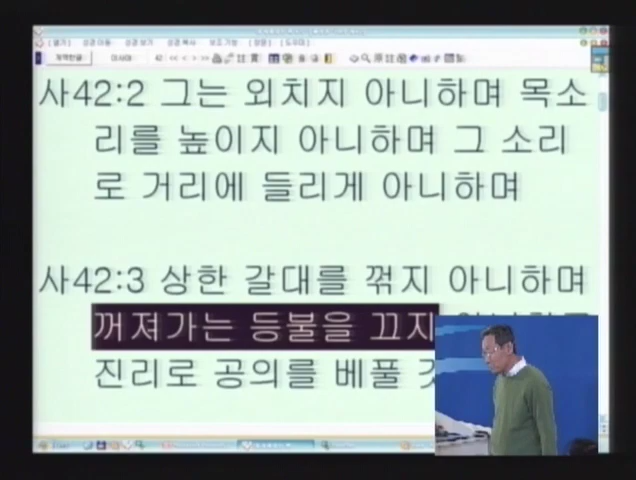 사42:2 그는 외치지 아니하며 목소
리를 높이지 아니하며 그 소리
로 거리에 들리게 아니하며
사42:3 상한 갈대를 꺾지 아니하며
꺼져가는 등불을 끄지
진리로 공의를 베풀